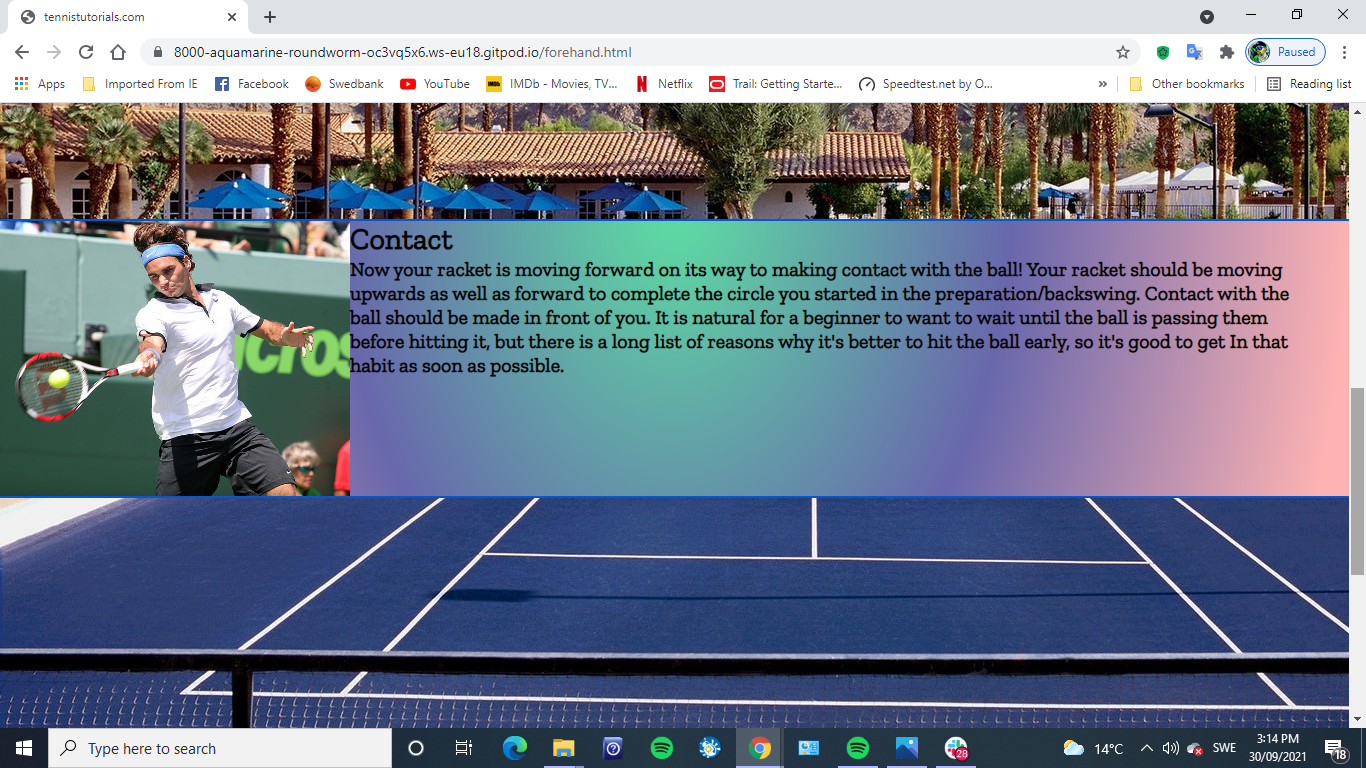 tennistutorials.com
8000-aquamarine-roundworm-oc3vq5x6.ws-eu18.gitpod.io/forehand.html
Paused
Apps
Imported From IE
Facebook
Swedbank
YouTube
IMDb - Movies, TV...
Netflix
Trail: Getting Starte...
Speedtest.net by O...
»
Other bookmarks
Reading list
Contact
Now your racket is moving forward on its way to making contact with the ball! Your racket should be moving
upwards as well as forward to complete the circle you started in the preparation/backswing. Contact with the
ball should be made in front of you. It is natural for a beginner to want to wait until the ball is passing them
before hitting it, but there is a long list of reasons why it's better to hit the ball early, so it's good to get In that
habit as soon as possible.
Type here to search
28
14°C
SWE
3:14 PM
30/09/2021
18